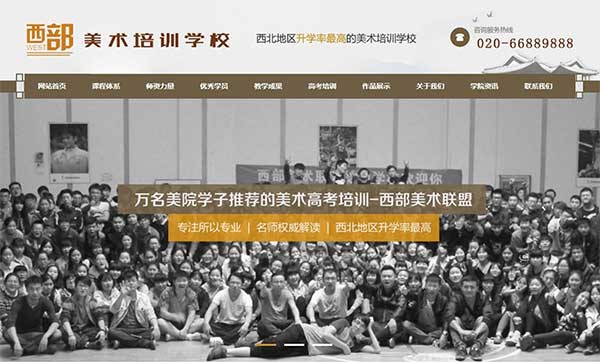 西部
WEST
美术培训学校
西北地区升学率最高的美术培训学校
咨询服务热线
020-66889888
网站首页 课程体系 师资力量 优秀学员 教学成果 高考培训 作品展示 关于我们 学院资讯 联系我们
西部美术联
欢迎你
万名美院学子推荐的美术高考培训-西部美术联盟
专注所以专业 | 名师权威解读 | 西北地区升学率最高